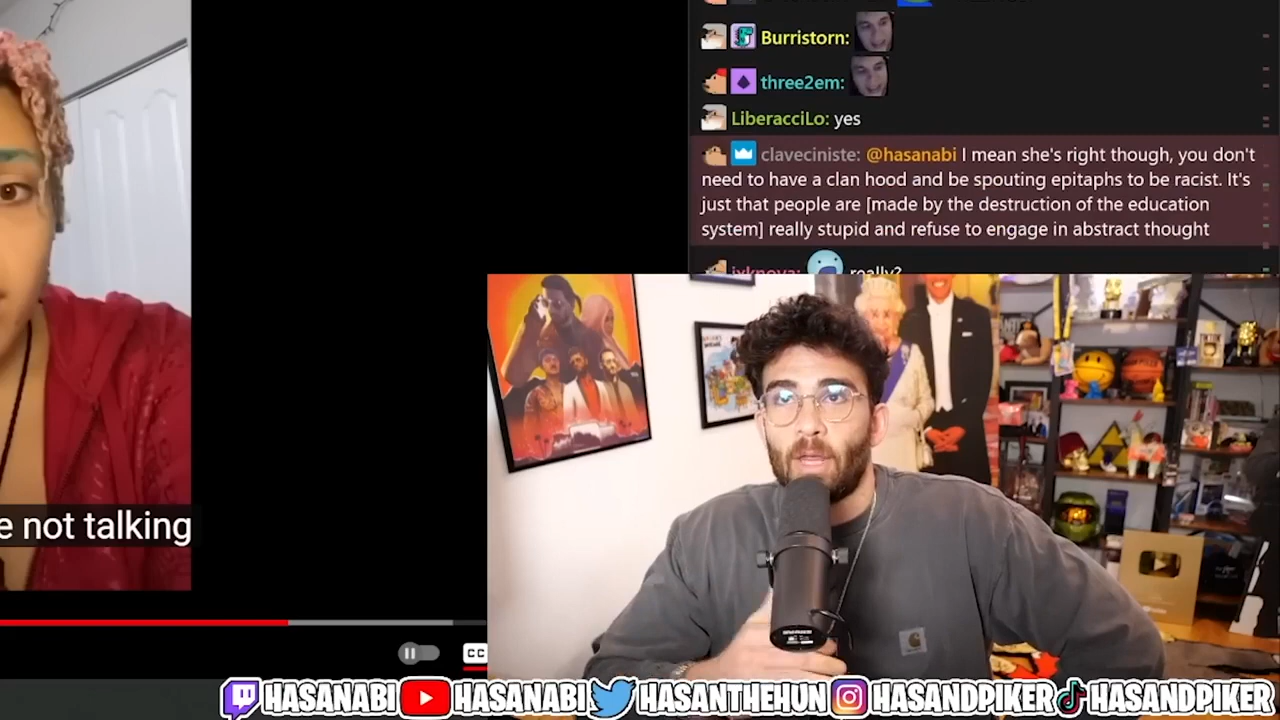 Burristorn:
three2em:
LiberacciLo: yes
claveciniste: @hasanabi I mean she's right though, you don't
need to have a clan hood and be spouting epitaphs to be racist. It's
just that people are [made by the destruction of the education
system] really stupid and refuse to engage in abstract thought
really?
e not talking
CC
HASANABI HASANABI HASANTHEHUN HASANDPIKER HASANDPIKER